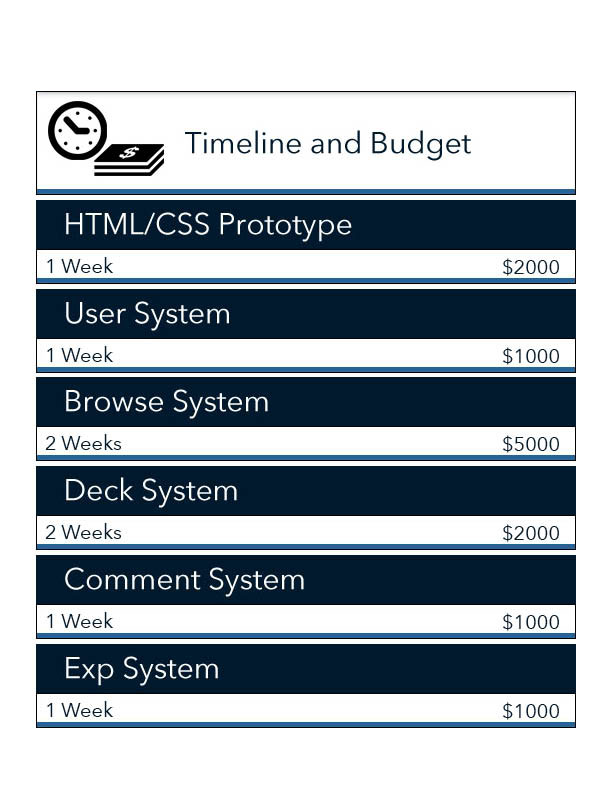 $
Timeline and Budget
HTML/CSS Prototype
1 Week $2000
User System
1 Week $1000
Browse System
2 Weeks $5000
Deck System
2 Weeks $2000
Comment System
1 Week $1000
Exp System
1 Week $1000